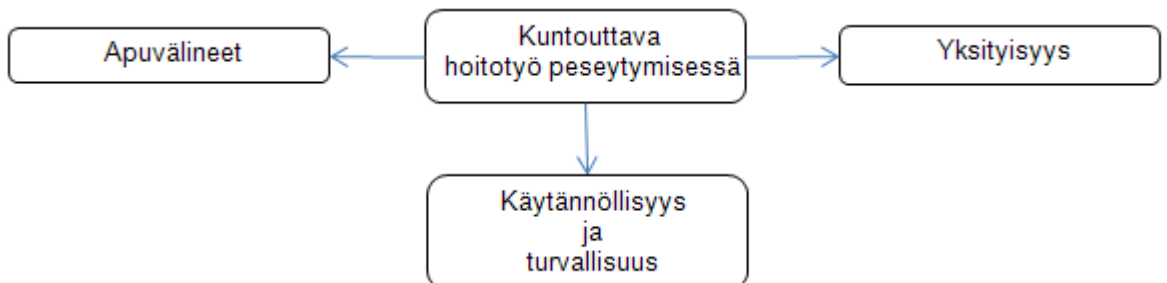 Apuvälineet
Kuntouttava
hoitotyö peseytymisessä
Yksityisyys
Käytännöllisyys
ja
turvallisuus